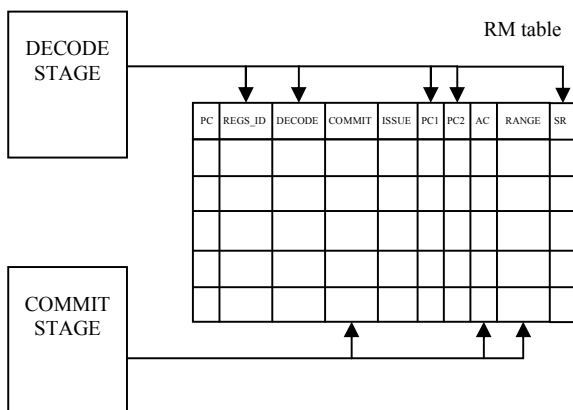 DECODE
STAGE
RM table
PC REGS_ID DECODE COMMIT ISSUE PC1 PC2 AC RANGE SR
COMMIT
STAGE